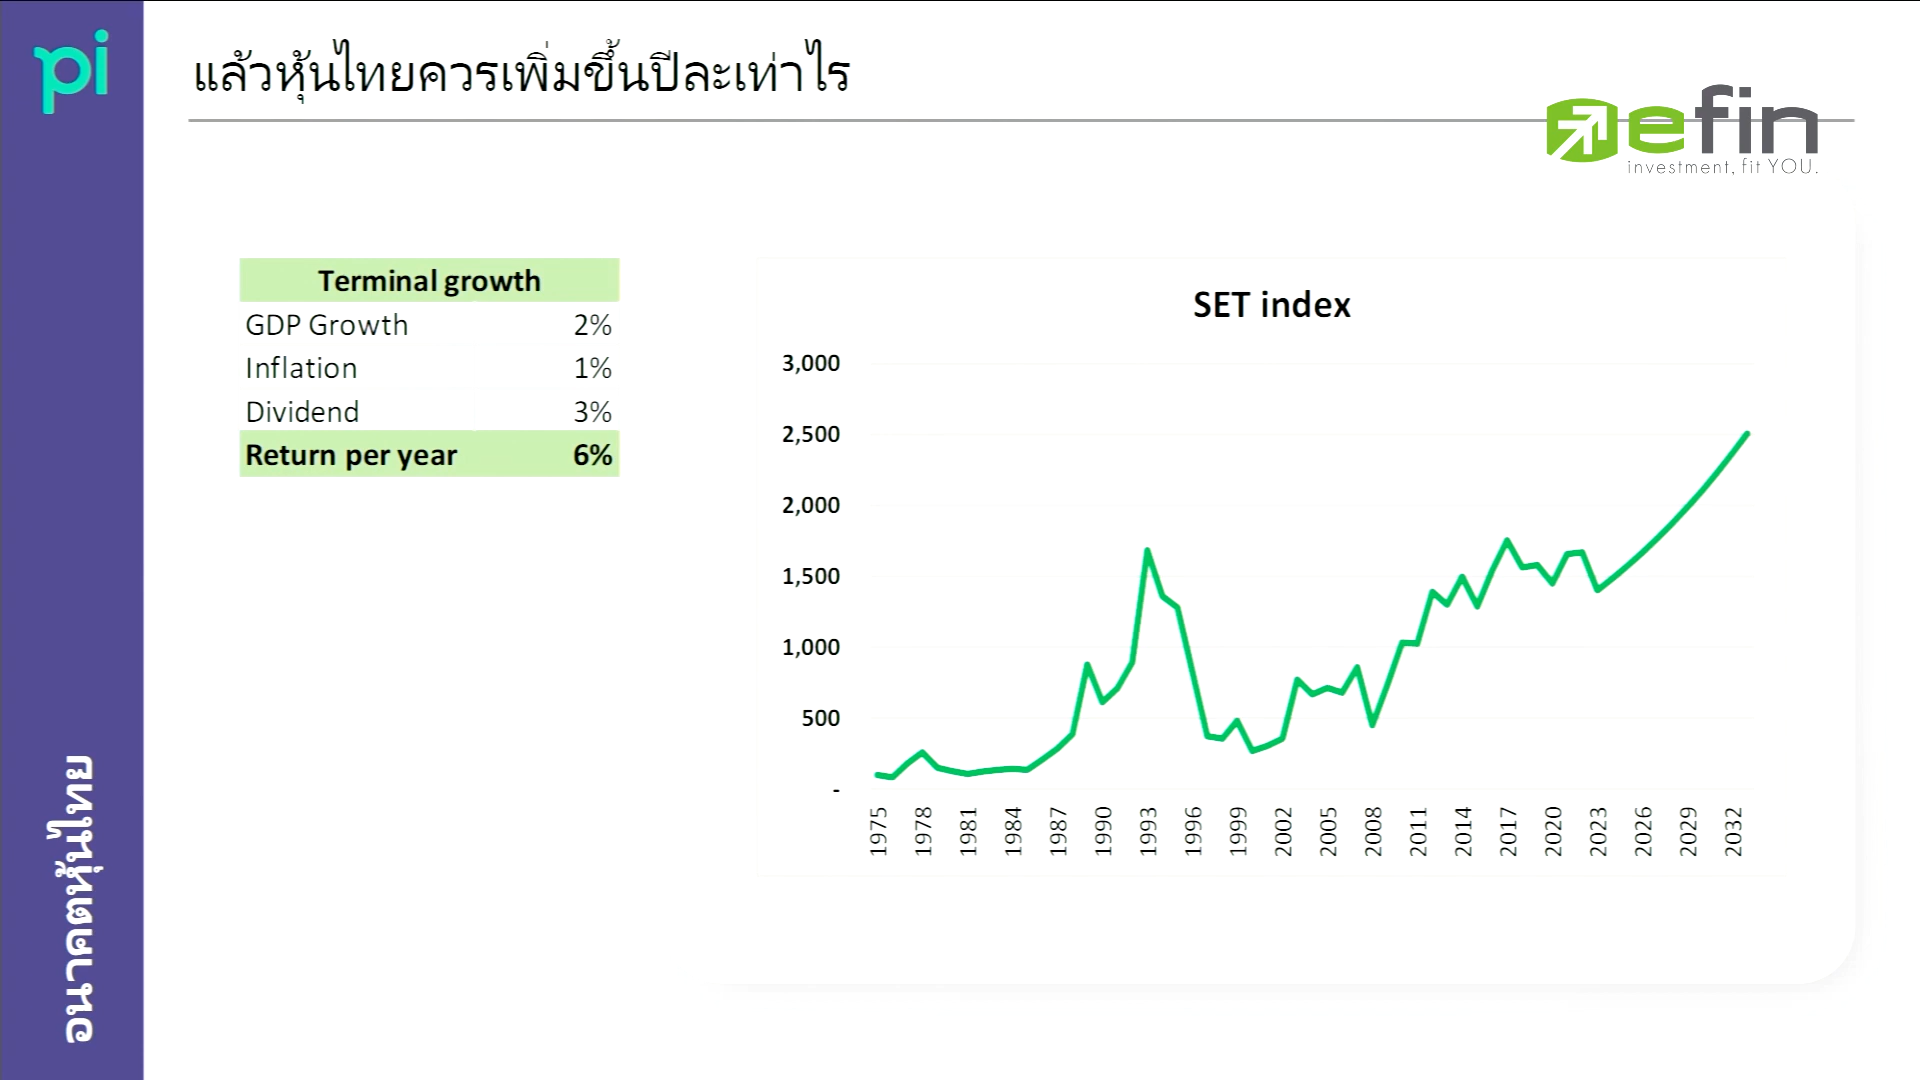 pi
แล้วหุ้นไทยควรเพิ่มขึ้นปีละเท่าไร
efin
investment, fit YOU.
Terminal growth
GDP Growth 2%
Inflation 1%
Dividend 3%
Return per year 6%
SET index
3,000
2,500
2,000
1,500
1,000
500
-
1975 1978 1981 1984 1987 1990 1993 1996 1999 2002 2005 2008 2011 2014 2017 2020 2023 2026 2029 2032
อนาคตหุ้นไทย